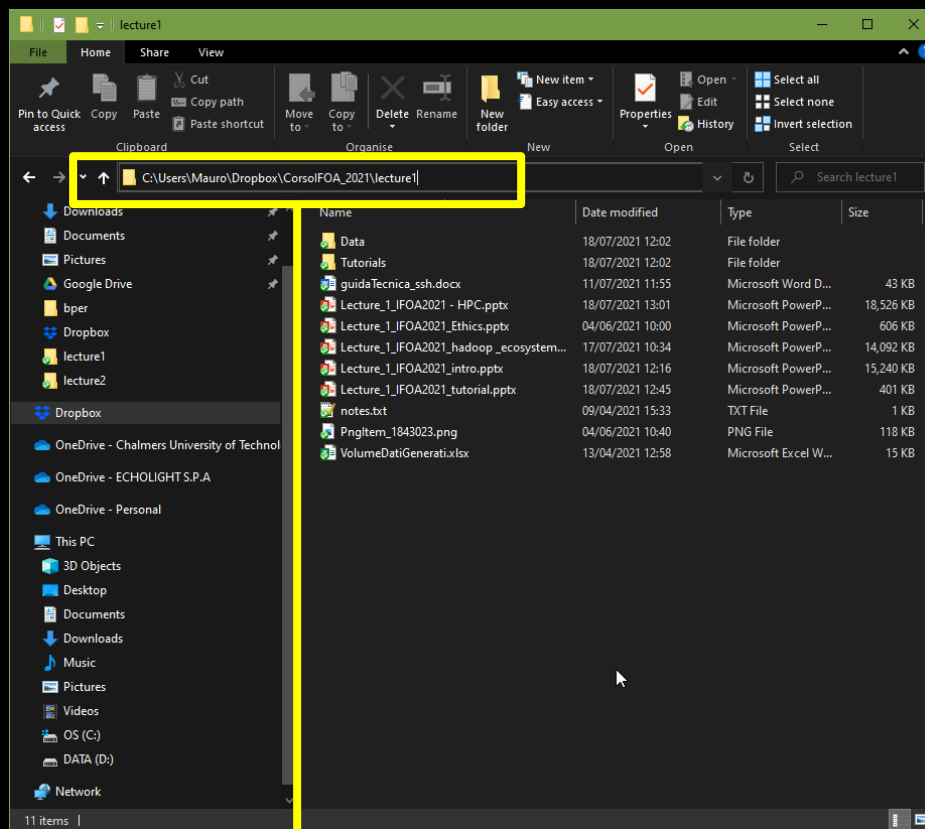 lecture1
File Home Share View
Pin to Quick access
Copy
Paste
Cut
Copy path
Paste shortcut
Move to
Copy to
Delete
Rename
New folder
New item
Easy access
Properties
Open
Edit
History
Select all
Select none
Invert selection
Clipboard Organise New Open Select
C:\Users\Mauro\Dropbox\CorsoIFOA_2021\lecture1
Search lecture1
Downloads
Documents
Pictures
Google Drive
bper
Dropbox
lecture1
lecture2
Dropbox
OneDrive - Chalmers University of Technol
OneDrive - ECHOLIGHT S.P.A
OneDrive - Personal
This PC
3D Objects
Desktop
Documents
Downloads
Music
Pictures
Videos
OS (C:)
DATA (D:)
Network
Name Date modified Type Size
Data 18/07/2021 12:02 File folder
Tutorials 18/07/2021 12:02 File folder
guidaTecnica_ssh.docx 11/07/2021 11:55 Microsoft Word D... 43 KB
Lecture_1_IFOA2021 - HPC.pptx 18/07/2021 13:01 Microsoft PowerP... 18,526 KB
Lecture_1_IFOA2021_Ethics.pptx 04/06/2021 10:00 Microsoft PowerP... 606 KB
Lecture_1_IFOA2021_hadoop _ecosystem... 17/07/2021 10:34 Microsoft PowerP... 14,092 KB
Lecture_1_IFOA2021_intro.pptx 18/07/2021 12:16 Microsoft PowerP... 15,240 KB
Lecture_1_IFOA2021_tutorial.pptx 18/07/2021 12:45 Microsoft PowerP... 401 KB
notes.txt 09/04/2021 15:33 TXT File 1 KB
PngItem_1843023.png 04/06/2021 10:40 PNG File 118 KB
VolumeDatiGenerati.xlsx 13/04/2021 12:58 Microsoft Excel W... 15 KB
11 items